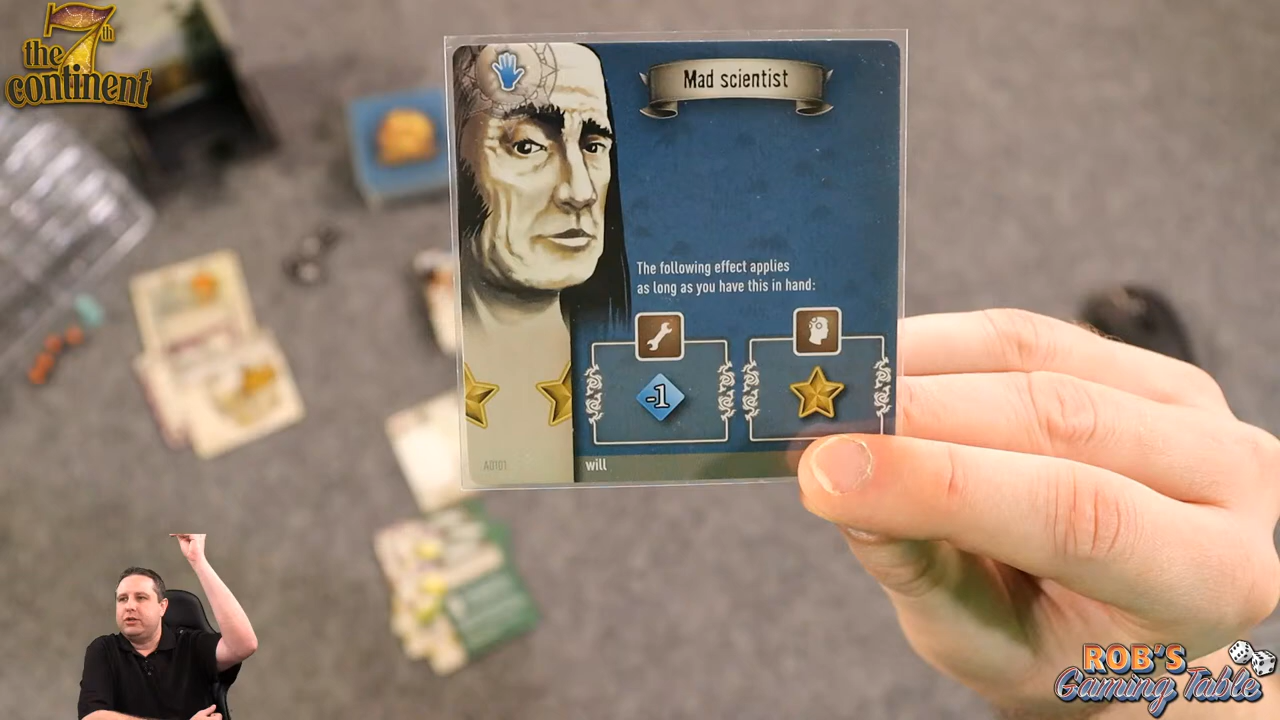 the 7th
continent
Mad scientist
The following effect applies
as long as you have this in hand:
-1
A0101
will
ROB'S
Gaming Table